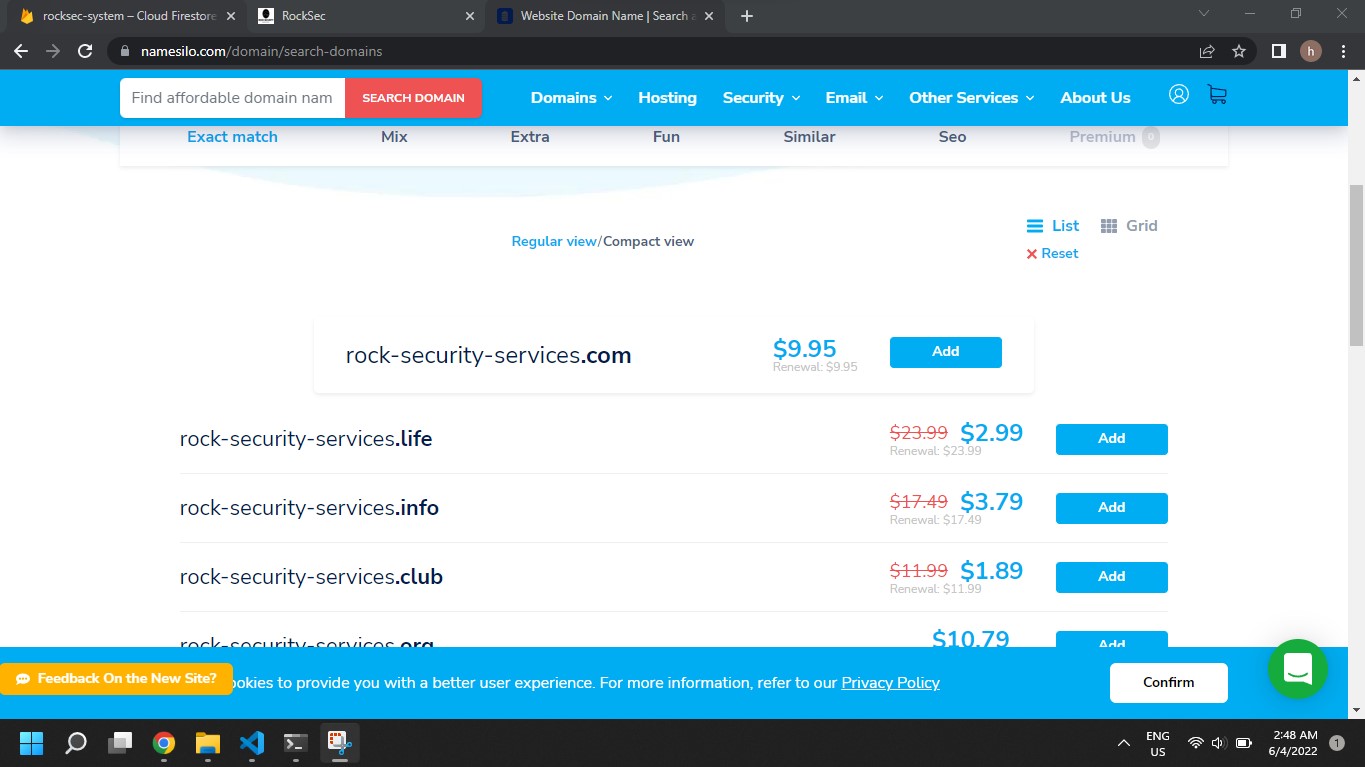 rocksec-system – Cloud Firestore
RockSec
Website Domain Name | Search a
namesilo.com/domain/search-domains
h
Find affordable domain nam
SEARCH DOMAIN
Domains
Hosting
Security
Email
Other Services
About Us
Exact match
Mix
Extra
Fun
Similar
Seo
Premium 0
List
Grid
Regular view/Compact view
Reset
rock-security-services.com
$9.95
Renewal: $9.95
Add
rock-security-services.life
$23.99 $2.99
Renewal: $23.99
Add
rock-security-services.info
$17.49 $3.79
Renewal: $17.49
Add
rock-security-services.club
$11.99 $1.89
Renewal: $11.99
Add
rock-security-services.org
$10.79
Add
Feedback On the New Site?
ookies to provide you with a better user experience. For more information, refer to our Privacy Policy
Confirm
ENG
US
2:48 AM
6/4/2022
1